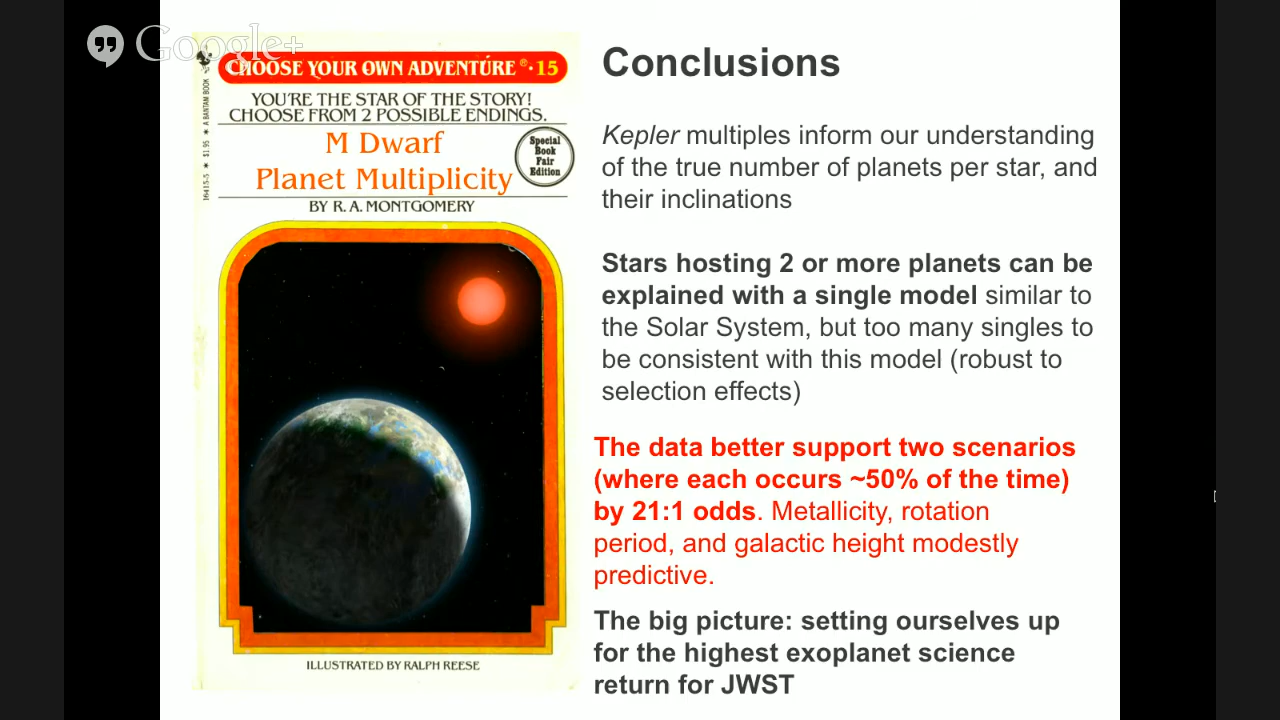 Google+
CHOOSE YOUR OWN ADVENTURE ®·15
YOU'RE THE STAR OF THE STORY!
CHOOSE FROM 2 POSSIBLE ENDINGS.
M Dwarf
Planet Multiplicity
Special
Book
Fair
Edition
BY R. A. MONTGOMERY
16415-5 * $1.95 * A BANTAM BOOK
ILLUSTRATED BY RALPH REESE
Conclusions
Kepler multiples inform our understanding
of the true number of planets per star, and
their inclinations
Stars hosting 2 or more planets can be
explained with a single model similar to
the Solar System, but too many singles to
be consistent with this model (robust to
selection effects)
The data better support two scenarios
(where each occurs ~50% of the time)
by 21:1 odds. Metallicity, rotation
period, and galactic height modestly
predictive.
The big picture: setting ourselves up
for the highest exoplanet science
return for JWST